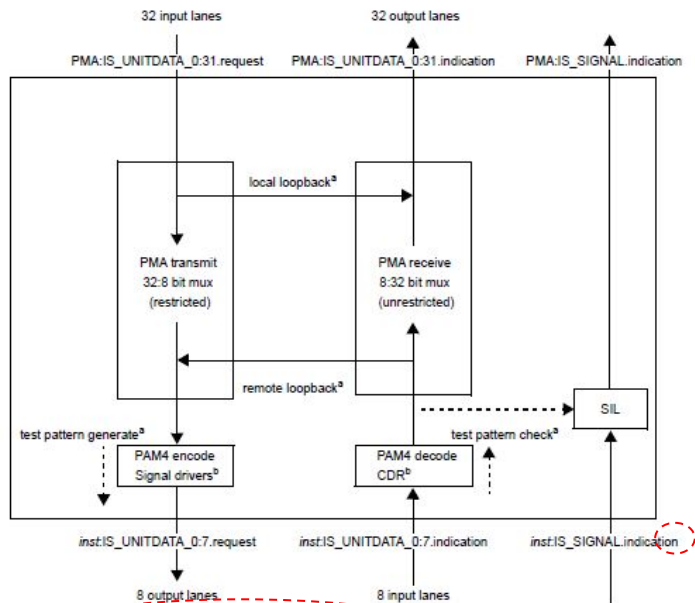 32 input lanes
32 output lanes
PMA:IS_UNITDATA_0:31.request
PMA:IS_UNITDATA_0:31.indication
PMA:IS_SIGNAL.indication
local loopbackª
PMA transmit
32:8 bit mux
(restricted)
PMA receive
8:32 bit mux
(unrestricted)
remote loopbackª
SIL
test pattern generateª
test pattern checkª
PAM4 encode
Signal driversᵇ
PAM4 decode
CDRᵇ
inst:IS_UNITDATA_0:7.request
inst:IS_UNITDATA_0:7.indication
inst:IS_SIGNAL.indication
8 output lanes
8 input lanes